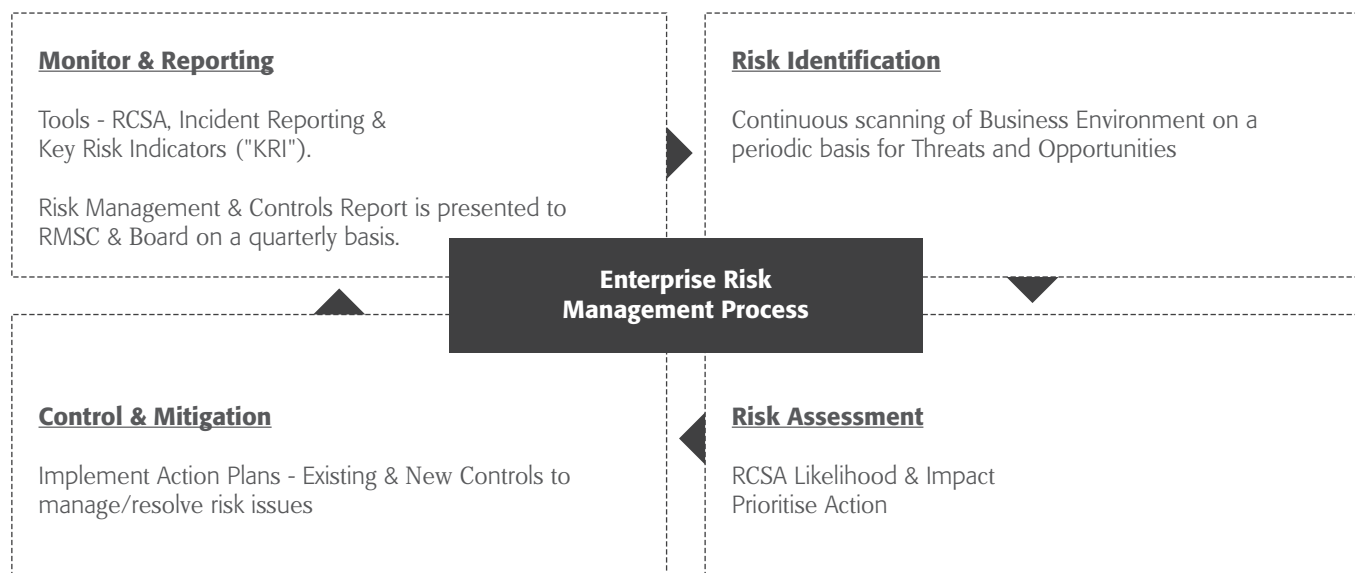 Monitor & Reporting
Tools - RCSA, Incident Reporting &
Key Risk Indicators ("KRI").
Risk Management & Controls Report is presented to
RMSC & Board on a quarterly basis.
Risk Identification
Continuous scanning of Business Environment on a
periodic basis for Threats and Opportunities
Enterprise Risk
Management Process
Control & Mitigation
Implement Action Plans - Existing & New Controls to
manage/resolve risk issues
Risk Assessment
RCSA Likelihood & Impact
Prioritise Action